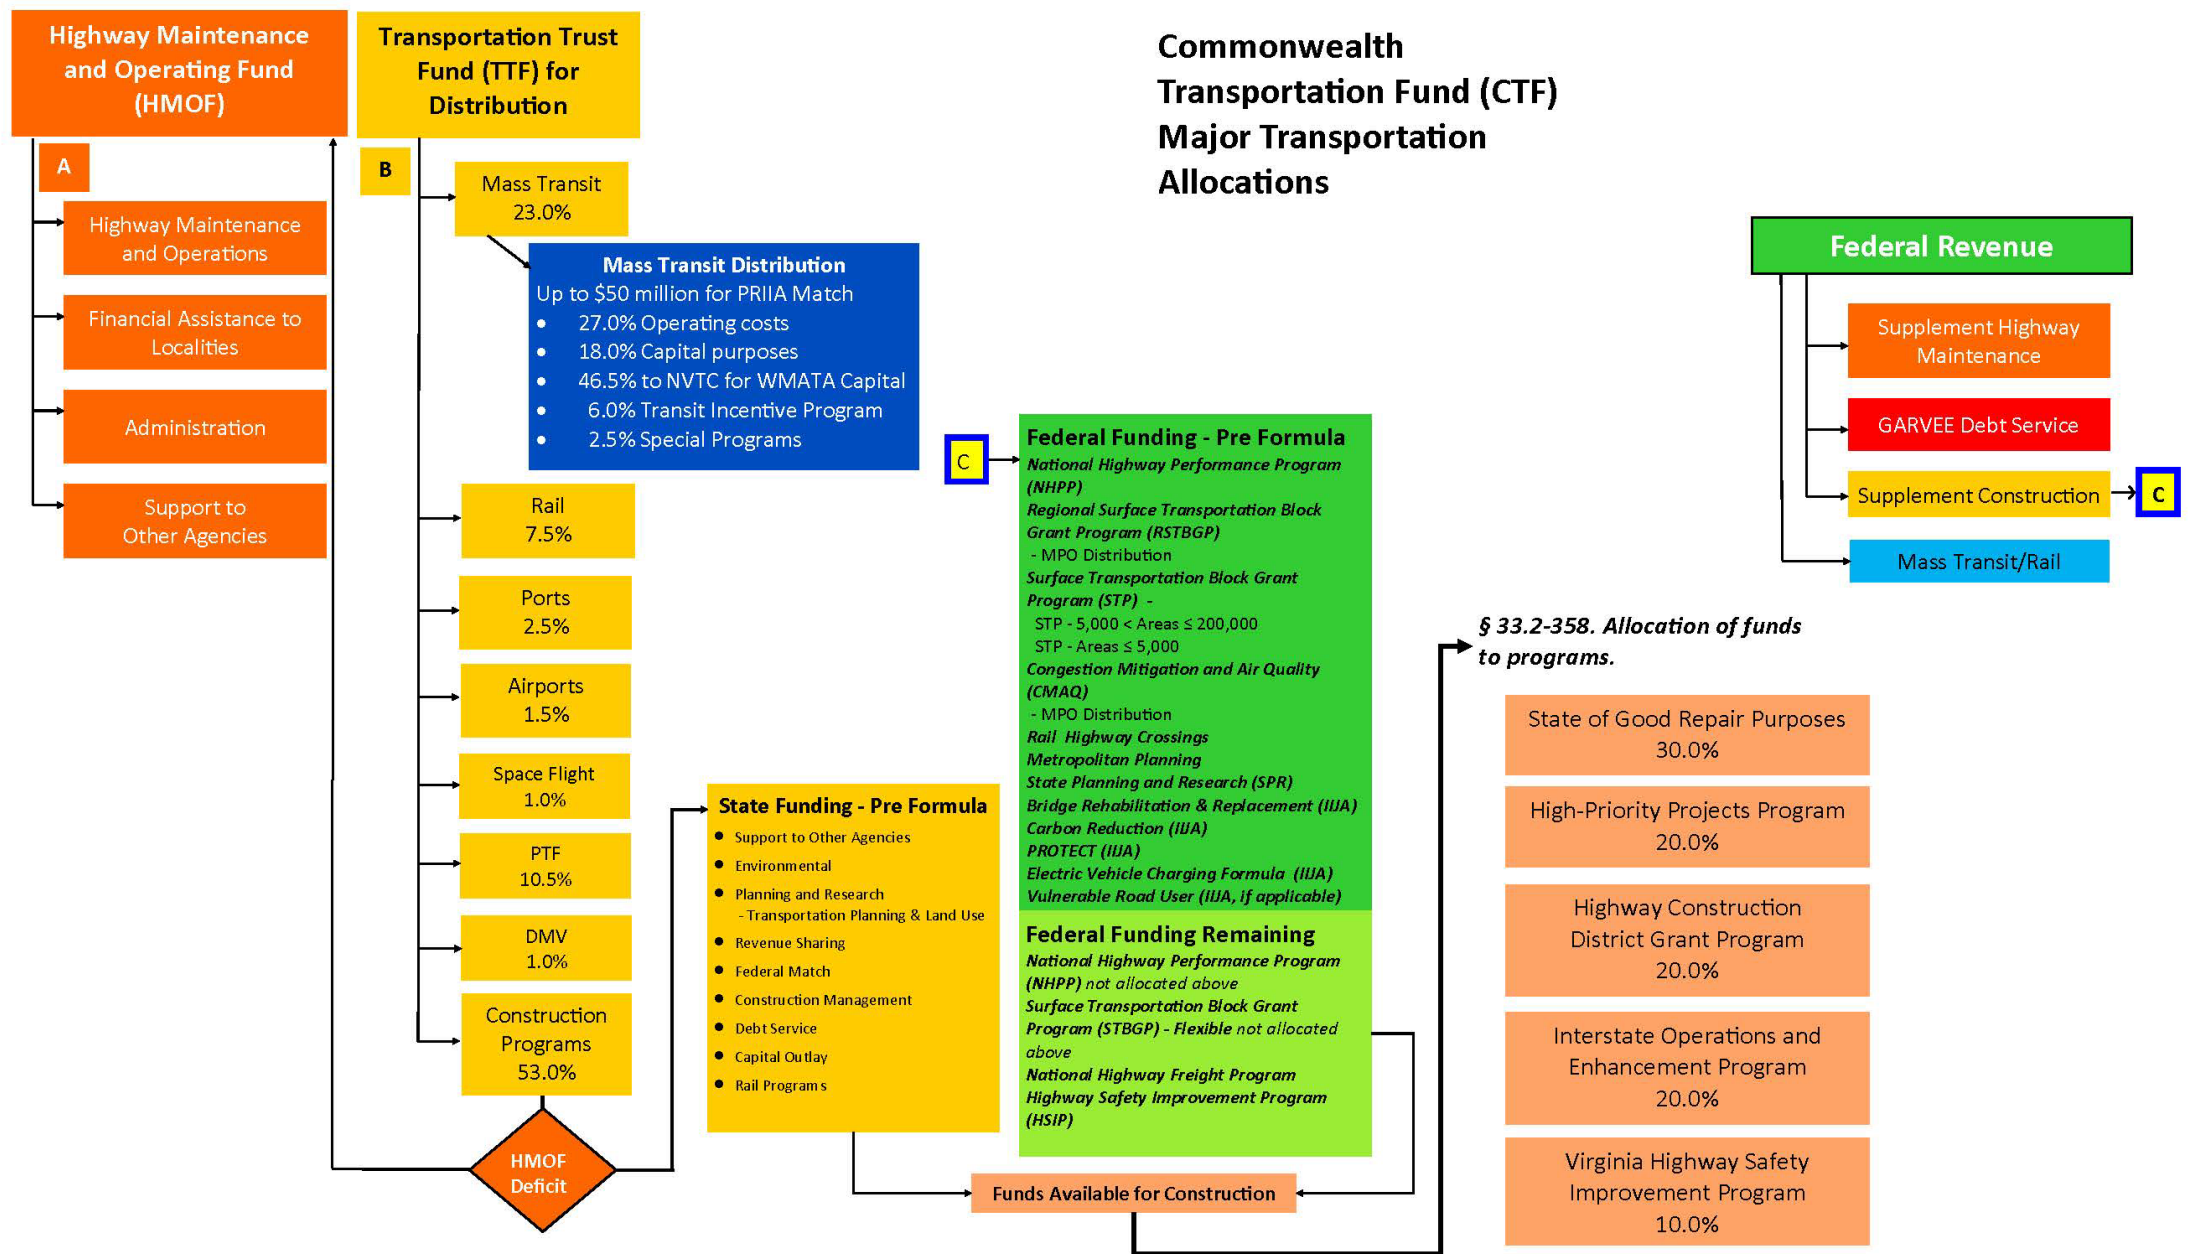 Highway Maintenance
and Operating Fund
(HMOF)
A
Highway Maintenance
and Operations
Financial Assistance to
Localities
Administration
Support to
Other Agencies
Transportation Trust
Fund (TTF) for
Distribution
B
Mass Transit
23.0%
Mass Transit Distribution
Up to $50 million for PRIIA Match
• 27.0% Operating costs
• 18.0% Capital purposes
• 46.5% to NVTC for WMATA Capital
• 6.0% Transit Incentive Program
• 2.5% Special Programs
Rail
7.5%
Ports
2.5%
Airports
1.5%
Space Flight
1.0%
PTF
10.5%
DMV
1.0%
Construction
Programs
53.0%
HMOF
Deficit
State Funding - Pre Formula
• Support to Other Agencies
• Environmental
• Planning and Research
- Transportation Planning & Land Use
• Revenue Sharing
• Federal Match
• Construction Management
• Debt Service
• Capital Outlay
• Rail Programs
Commonwealth
Transportation Fund (CTF)
Major Transportation
Allocations
C
Federal Funding - Pre Formula
National Highway Performance Program
(NHPP)
Regional Surface Transportation Block
Grant Program (RSTBGP)
- MPO Distribution
Surface Transportation Block Grant
Program (STP) -
STP - 5,000 < Areas ≤ 200,000
STP - Areas ≤ 5,000
Congestion Mitigation and Air Quality
(CMAQ)
- MPO Distribution
Rail Highway Crossings
Metropolitan Planning
State Planning and Research (SPR)
Bridge Rehabilitation & Replacement (IIJA)
Carbon Reduction (IIJA)
PROTECT (IIJA)
Electric Vehicle Charging Formula (IIJA)
Vulnerable Road User (IIJA, if applicable)
Federal Funding Remaining
National Highway Performance Program
(NHPP) not allocated above
Surface Transportation Block Grant
Program (STBGP) - Flexible not allocated
above
National Highway Freight Program
Highway Safety Improvement Program
(HSIP)
Funds Available for Construction
Federal Revenue
Supplement Highway
Maintenance
GARVEE Debt Service
Supplement Construction
C
Mass Transit/Rail
§ 33.2-358. Allocation of funds
to programs.
State of Good Repair Purposes
30.0%
High-Priority Projects Program
20.0%
Highway Construction
District Grant Program
20.0%
Interstate Operations and
Enhancement Program
20.0%
Virginia Highway Safety
Improvement Program
10.0%